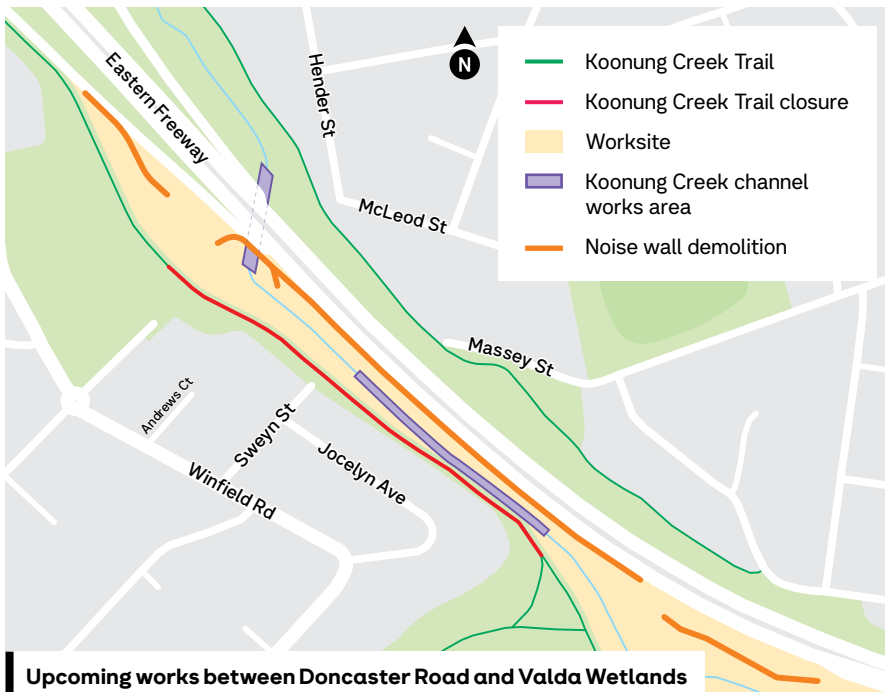 Eastern Freeway
Hender St
N
McLeod St
Massey St
Koonung Creek Trail
Koonung Creek Trail closure
Worksite
Koonung Creek channel
works area
Noise wall demolition
Andrews Ct
Sweyn St
Jocelyn Ave
Winfield Rd
Upcoming works between Doncaster Road and Valda Wetlands